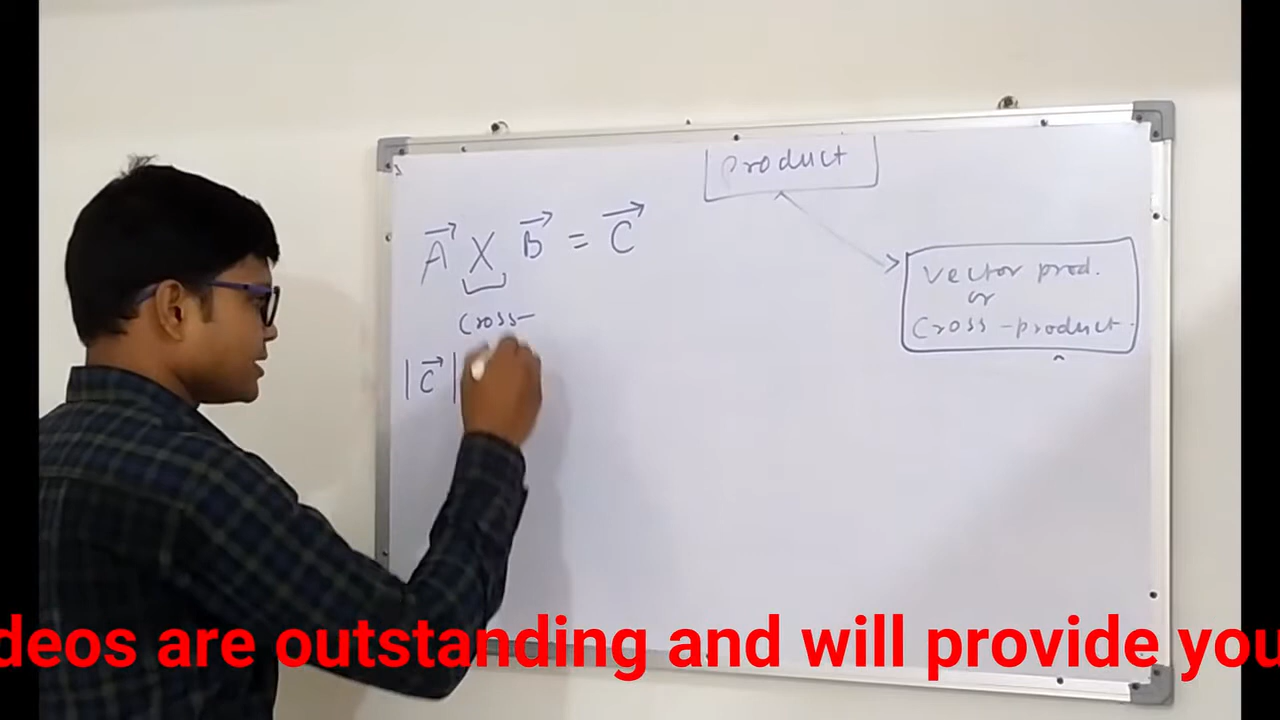 Product
A⃗ X B⃗ = C⃗
Cross-
|C⃗|
Vector prod.
or
Cross-product.
deos are outstanding and will provide you